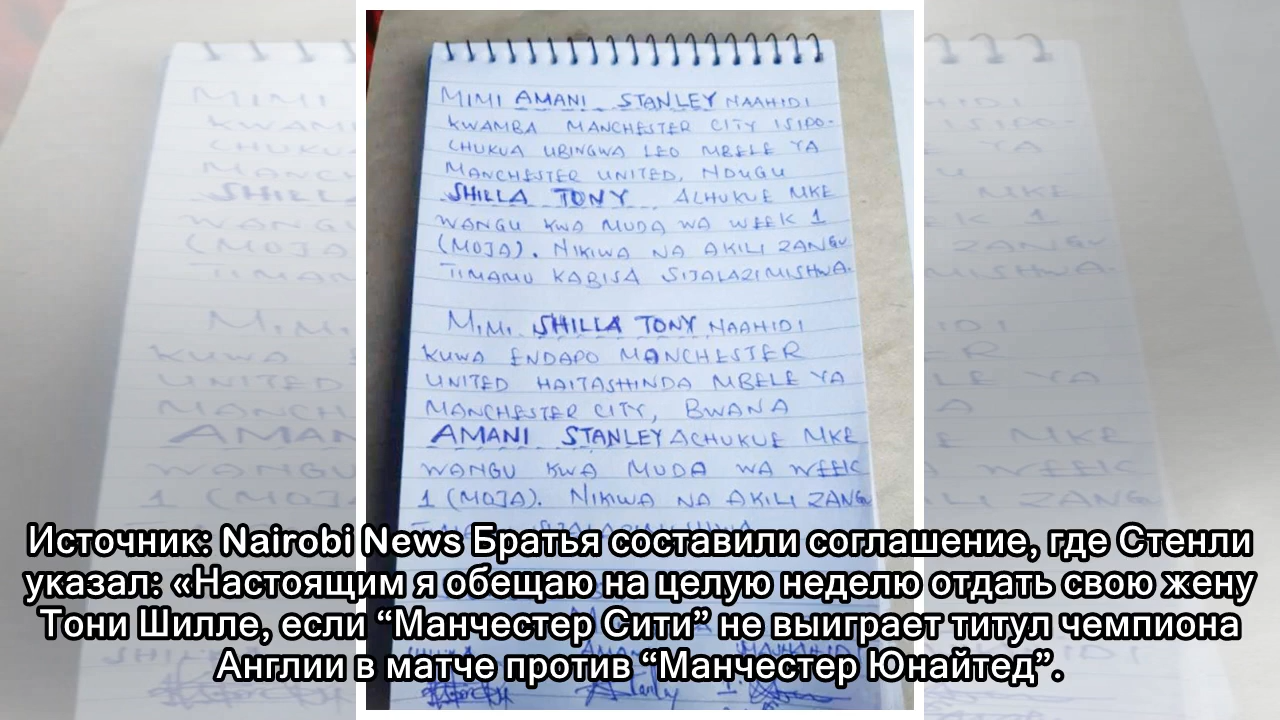 MIMI AMANI STANLEY NAAHIDI
KWAMBA MANCHESTER CITY ISIPO-
CHUKUA UBINGWA LEO MBELE YA
MANCHESTER UNITED, NDUGU
SHILLA TONY ACHUKUE MKE
WANGU KWA MUDA WA WEEK 1
(MOJA). NIKIWA NA AKILI ZANGU
TIMAMU KABISA SIJALAZIMISHWA.
MIMI SHILLA TONY NAAHIDI
KUWA ENDAPO MANCHESTER
UNITED HAITASHINDA MBELE YA
MANCHESTER CITY, BWANA
AMANI STANLEY ACHUKUE MKE
WANGU KWA MUDA WA WEEK
1 (MOJA). NIKIWA NA AKILI ZANGU
Источник: Nairobi News Братья составили соглашение, где Стенли
указал: «Настоящим я обещаю на целую неделю отдать свою жену
Тони Шилле, если “Манчестер Сити” не выиграет титул чемпиона
Англии в матче против “Манчестер Юнайтед”.